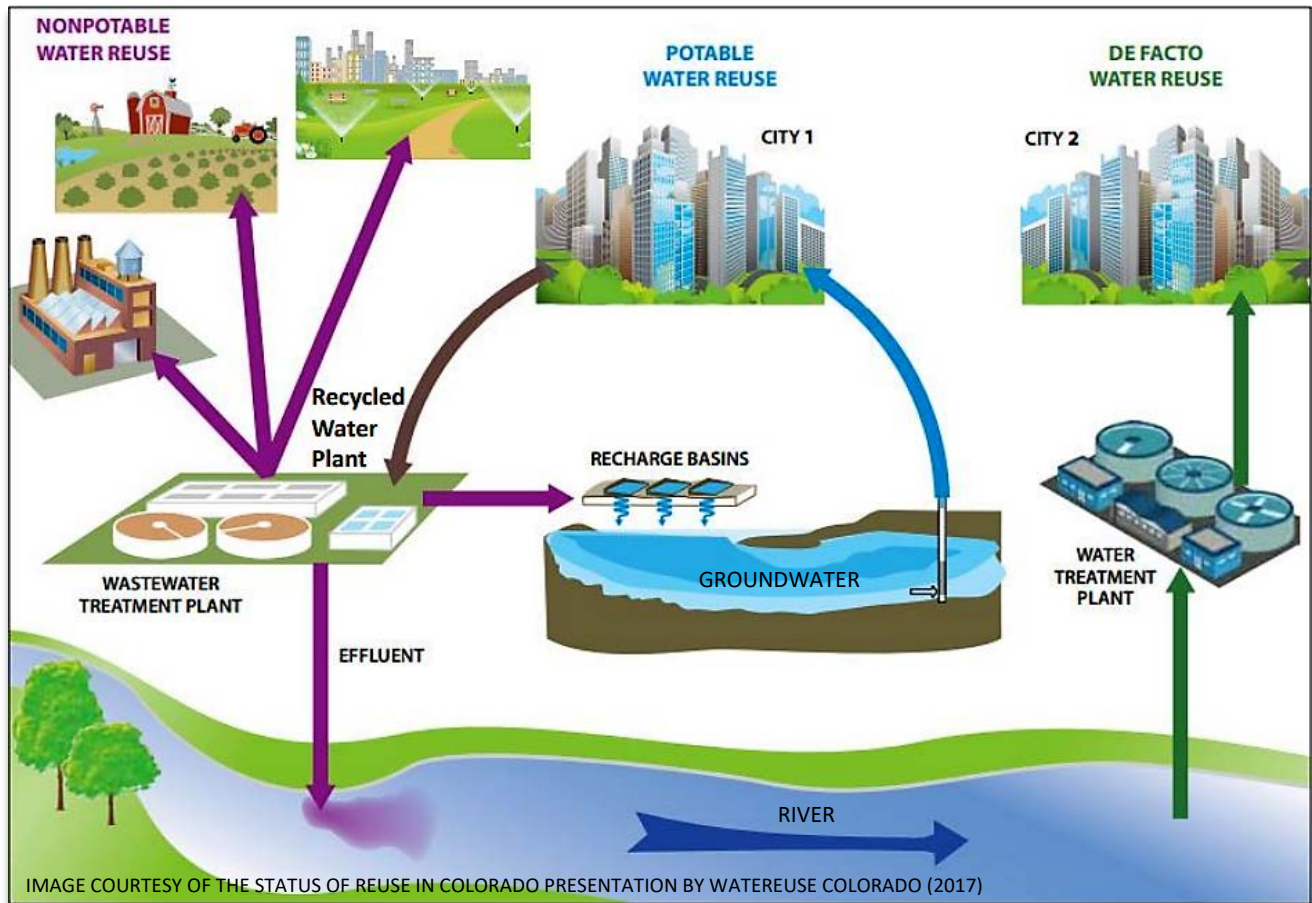 NONPOTABLE
WATER REUSE
POTABLE
WATER REUSE
DE FACTO
WATER REUSE
CITY 1
CITY 2
Recycled
Water
Plant
RECHARGE BASINS
GROUNDWATER
WASTEWATER
TREATMENT PLANT
WATER
TREATMENT
PLANT
EFFLUENT
RIVER
IMAGE COURTESY OF THE STATUS OF REUSE IN COLORADO PRESENTATION BY WATEREUSE COLORADO (2017)